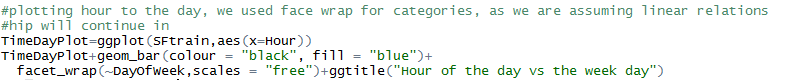 #plotting hour to the day, we used face wrap for categories, as we are assuming linear relations
#hip will continue in
TimeDayPlot=ggplot(SFtrain,aes(x=Hour))
TimeDayPlot+geom_bar(colour = "black", fill = "blue")+
facet_wrap(~DayOfWeek,scales = "free")+ggtitle("Hour of the day vs the week day")